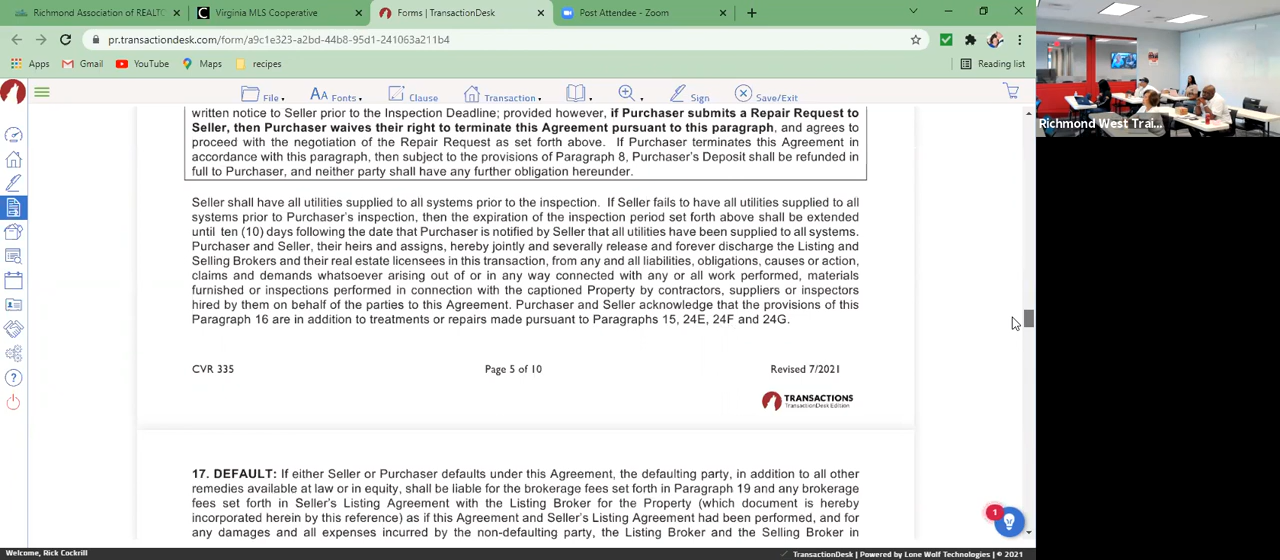 Richmond Association of REALTO
Virginia MLS Cooperative
Forms | TransactionDesk
Post Attendee - Zoom
pr.transactiondesk.com/form/a9c1e323-a2bd-44b8-95d1-241063a211b4
Apps
Gmail
YouTube
Maps
recipes
Reading list
File
Fonts
Clause
Transaction
Sign
Save/Exit
Richmond West Trai...
written notice to Seller prior to the Inspection Deadline; provided however, if Purchaser submits a Repair Request to
Seller, then Purchaser waives their right to terminate this Agreement pursuant to this paragraph, and agrees to
proceed with the negotiation of the Repair Request as set forth above. If Purchaser terminates this Agreement in
accordance with this paragraph, then subject to the provisions of Paragraph 8, Purchaser's Deposit shall be refunded in
full to Purchaser, and neither party shall have any further obligation hereunder.
Seller shall have all utilities supplied to all systems prior to the inspection. If Seller fails to have all utilities supplied to all
systems prior to Purchaser's inspection, then the expiration of the inspection period set forth above shall be extended
until ten (10) days following the date that Purchaser is notified by Seller that all utilities have been supplied to all systems.
Purchaser and Seller, their heirs and assigns, hereby jointly and severally release and forever discharge the Listing and
Selling Brokers and their real estate licensees in this transaction, from any and all liabilities, obligations, causes or action,
claims and demands whatsoever arising out of or in any way connected with any or all work performed, materials
furnished or inspections performed in connection with the captioned Property by contractors, suppliers or inspectors
hired by them on behalf of the parties to this Agreement. Purchaser and Seller acknowledge that the provisions of this
Paragraph 16 are in addition to treatments or repairs made pursuant to Paragraphs 15, 24E, 24F and 24G.
CVR 335
Page 5 of 10
Revised 7/2021
TRANSACTIONS
TransactionDesk Edition
17. DEFAULT: If either Seller or Purchaser defaults under this Agreement, the defaulting party, in addition to all other
remedies available at law or in equity, shall be liable for the brokerage fees set forth in Paragraph 19 and any brokerage
fees set forth in Seller's Listing Agreement with the Listing Broker for the Property (which document is hereby
incorporated herein by this reference) as if this Agreement and Seller's Listing Agreement had been performed, and for
any damages and all expenses incurred by the non-defaulting party, the Listing Broker and the Selling Broker in
1
Welcome, Rick Cockrill
TransactionDesk | Powered by Lone Wolf Technologies | © 2021